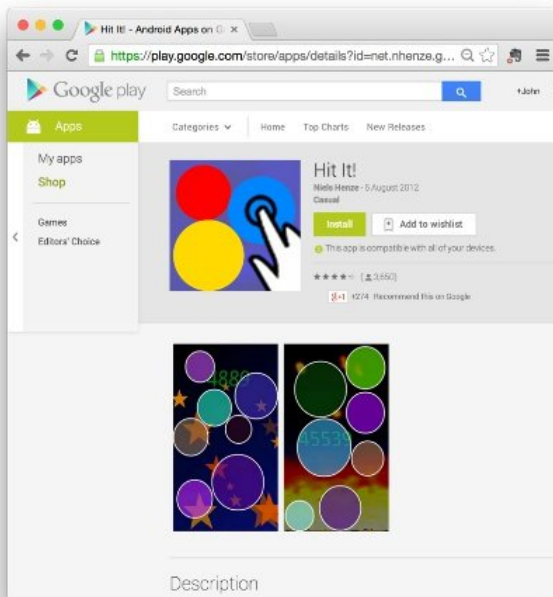 Hit It! - Android Apps on G
https://play.google.com/store/apps/details?id=net.nhenze.g...
Google play
Search
+John
Apps
Categories
Home
Top Charts
New Releases
My apps
Shop
Games
Editors' Choice
Hit It!
Niels Henze - 5 August 2012
Casual
Install
Add to wishlist
This app is compatible with all of your devices.
(3,650)
g+1 +274 Recommend this on Google
4889
45539
Description